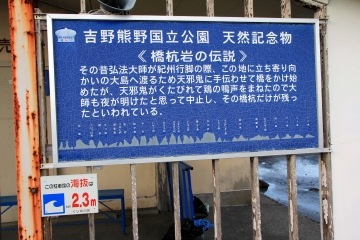 吉野熊野国立公園 天然記念物
《橋杭岩の伝説》
その昔弘法大師が紀州行脚の際、この地に立ち寄り向
かいの大島へ渡るため天邪鬼に手伝わせて橋をかけ始
めたが、天邪鬼がくたびれて鶏の鳴声をまねたので大
師も夜が明けたと思って中止し、その橋杭だけが残っ
たといわれている。
この駐車場の海抜は
2.3m